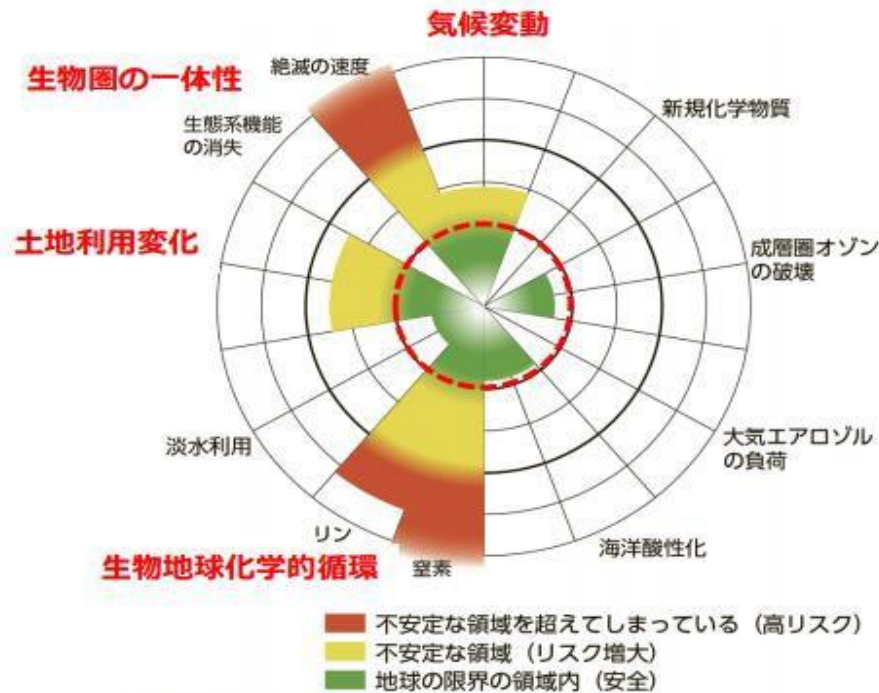 気候変動
絶滅の速度
生物圏の一体性
新規化学物質
生態系機能
の消失
土地利用変化
成層圏オゾン
の破壊
淡水利用
大気エアロゾル
の負荷
リン
海洋酸性化
生物地球化学的循環
窒素
不安定な領域を超えてしまっている（高リスク）
不安定な領域（リスク増大）
地球の限界の領域内（安全）